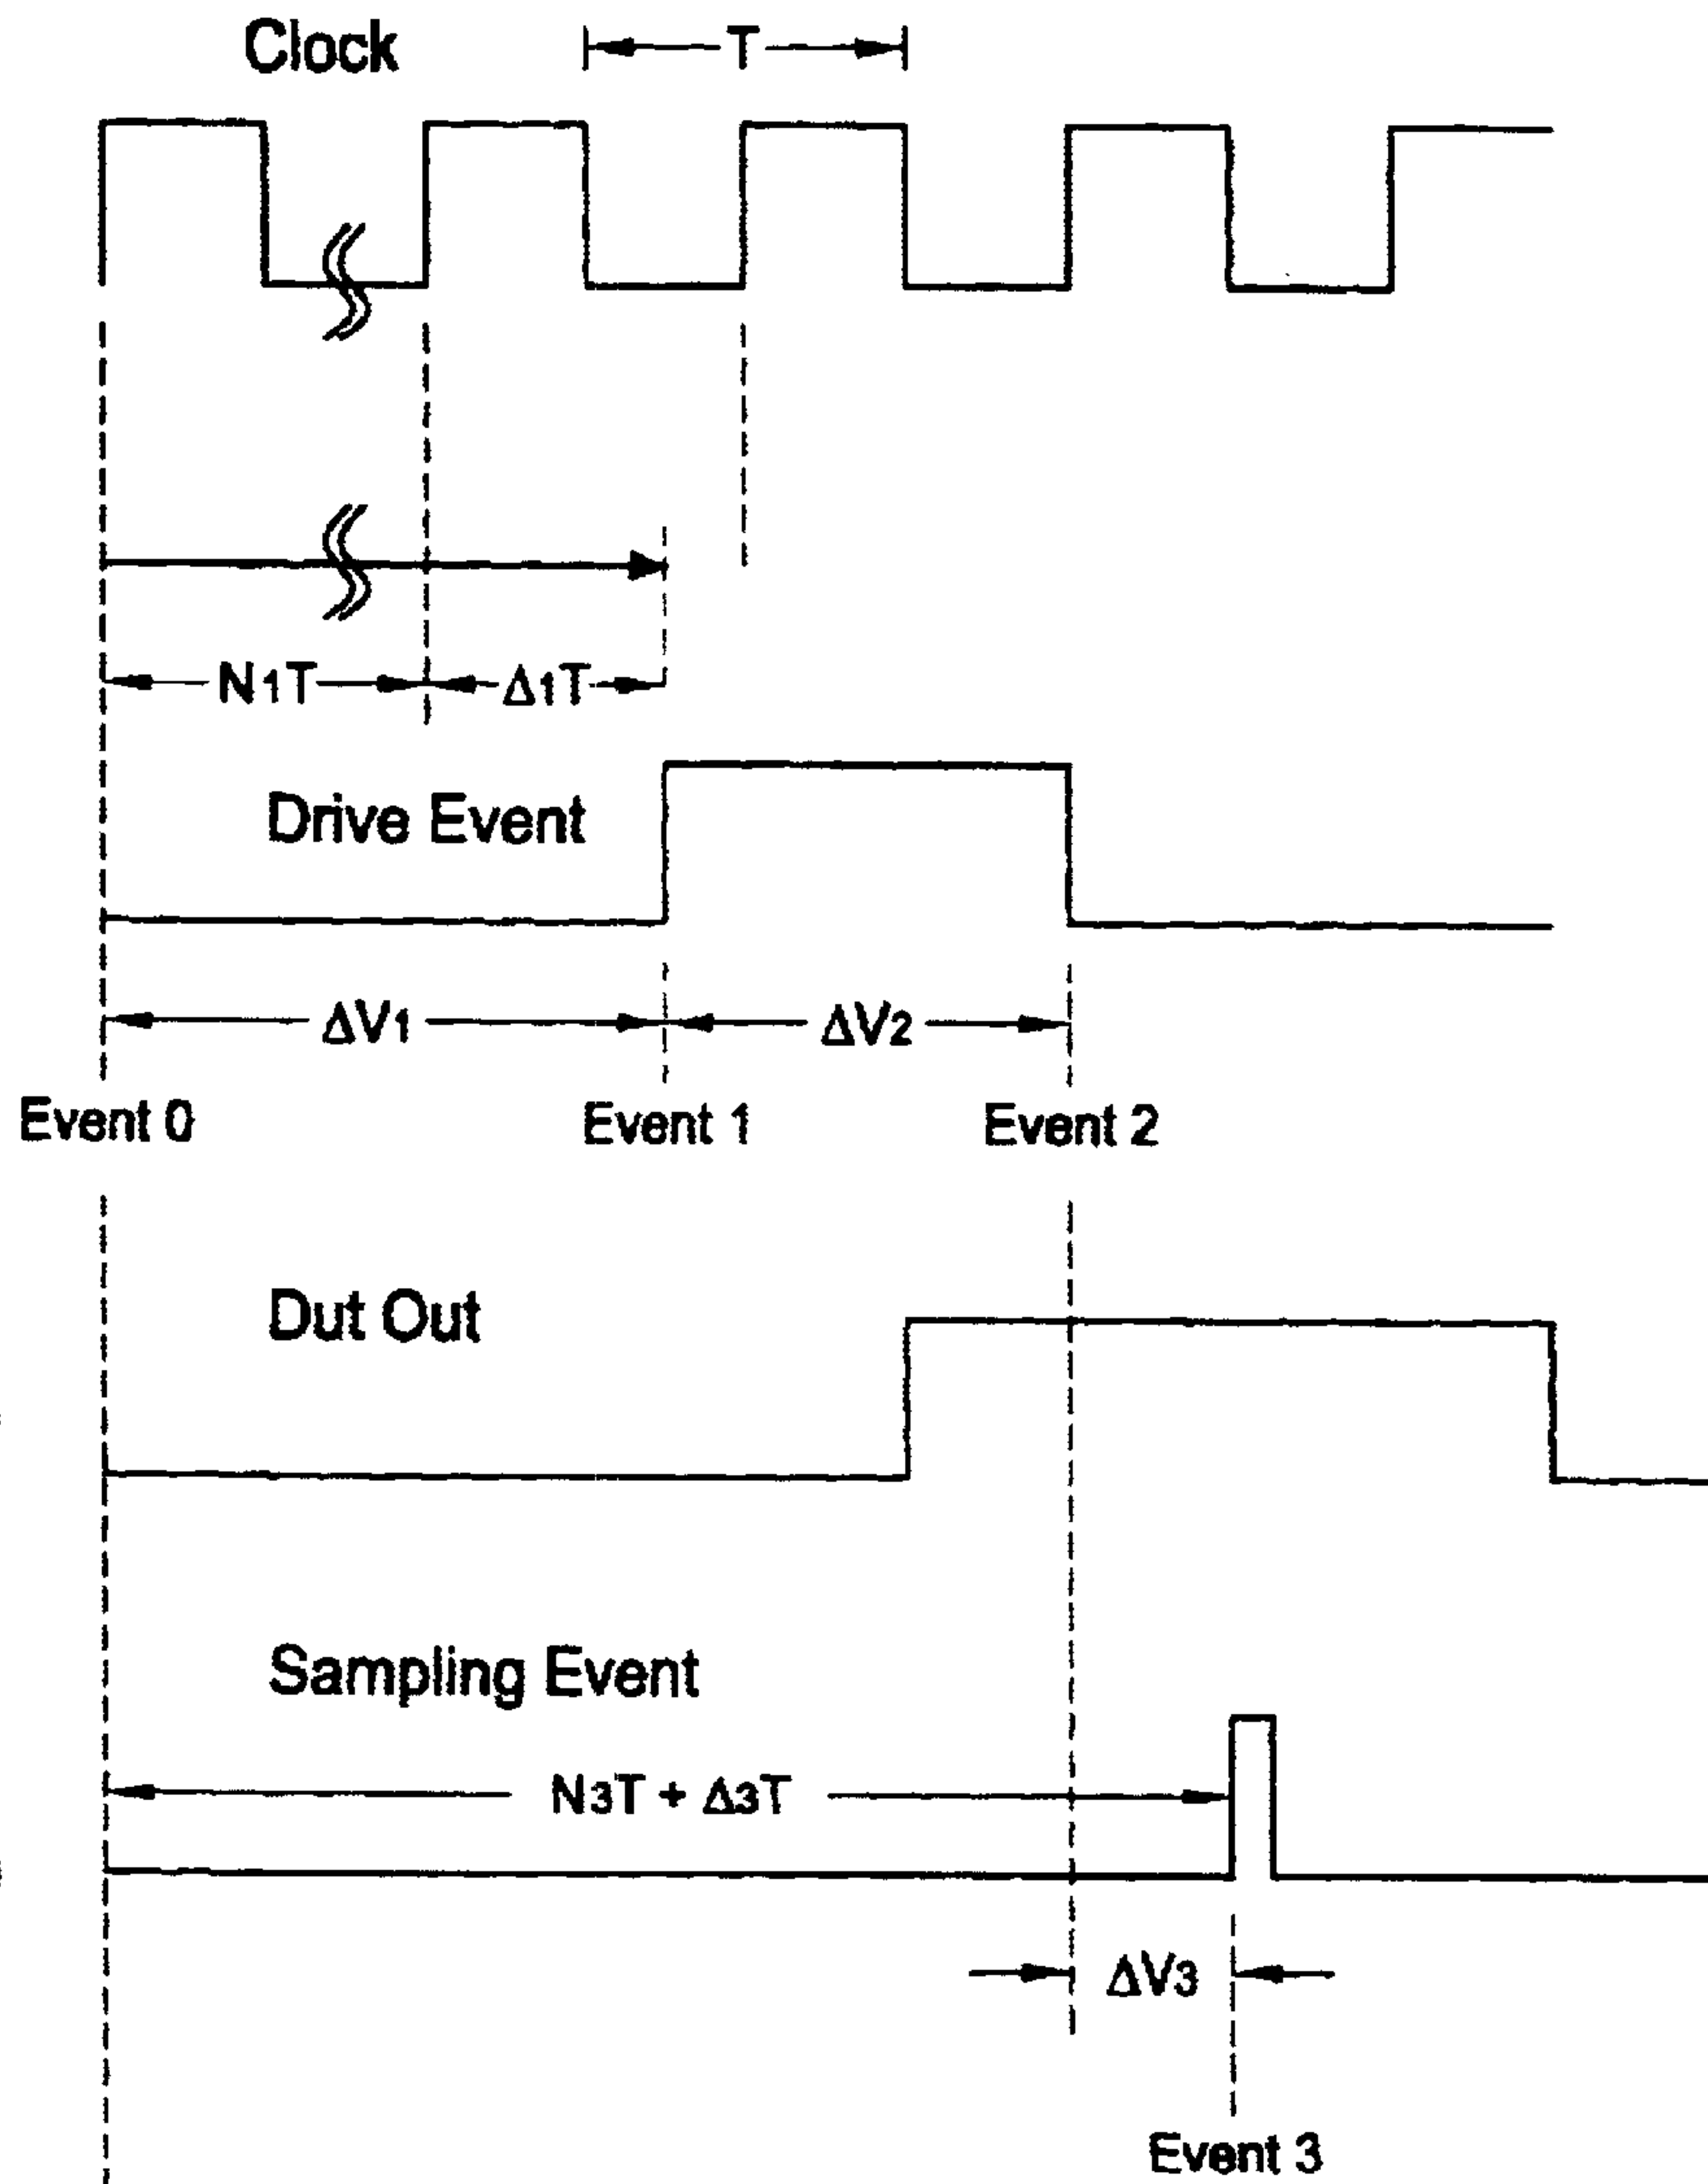 Clock
T
N1T
Δ1T
Drive Event
ΔV1
ΔV2
Event 0
Event 1
Event 2
Dut Out
Sampling Event
N3T + Δ3T
ΔV3
Event 3